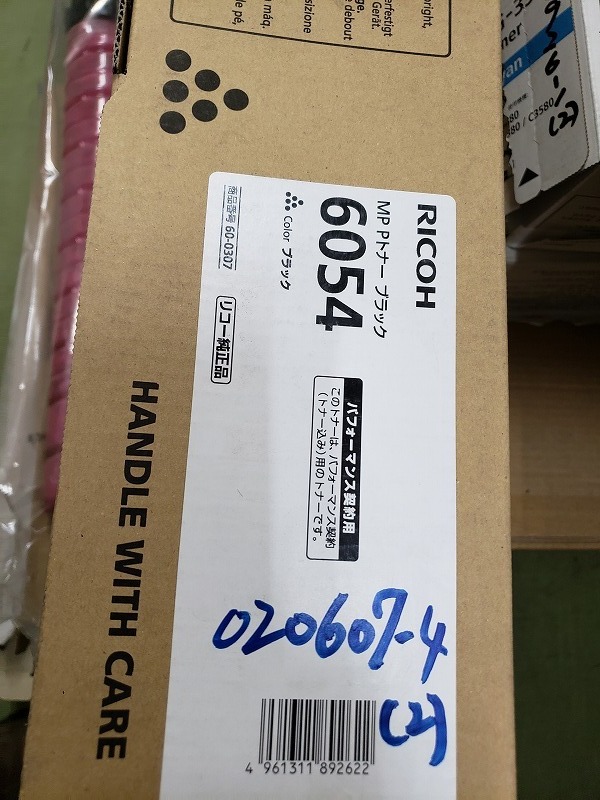 RICOH
MP Pトナー ブラック
6054
Color ブラック
商品番号 60-0307
リコー純正品
パフォーマンス契約用
このトナーは、パフォーマンス契約
(トナー込み)用のトナーです。
HANDLE WITH CARE
020607-4
(2)
4 961311 892622
/ C3580